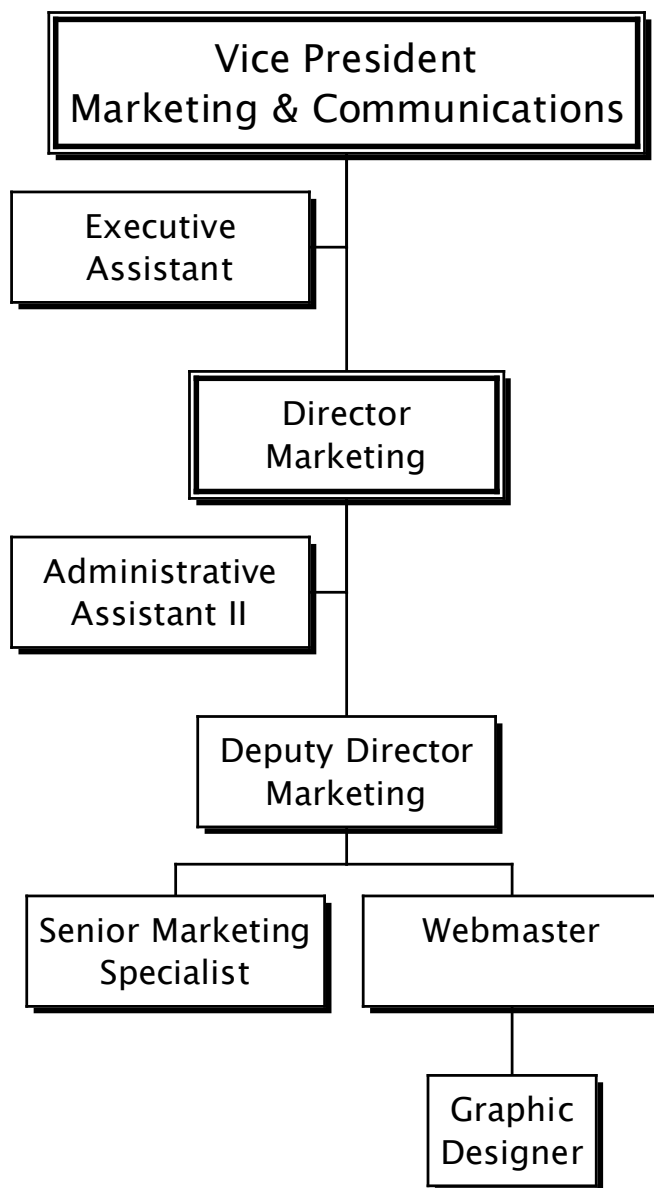 Vice President
Marketing & Communications
Executive
Assistant
Director
Marketing
Administrative
Assistant II
Deputy Director
Marketing
Senior Marketing
Specialist
Webmaster
Graphic
Designer